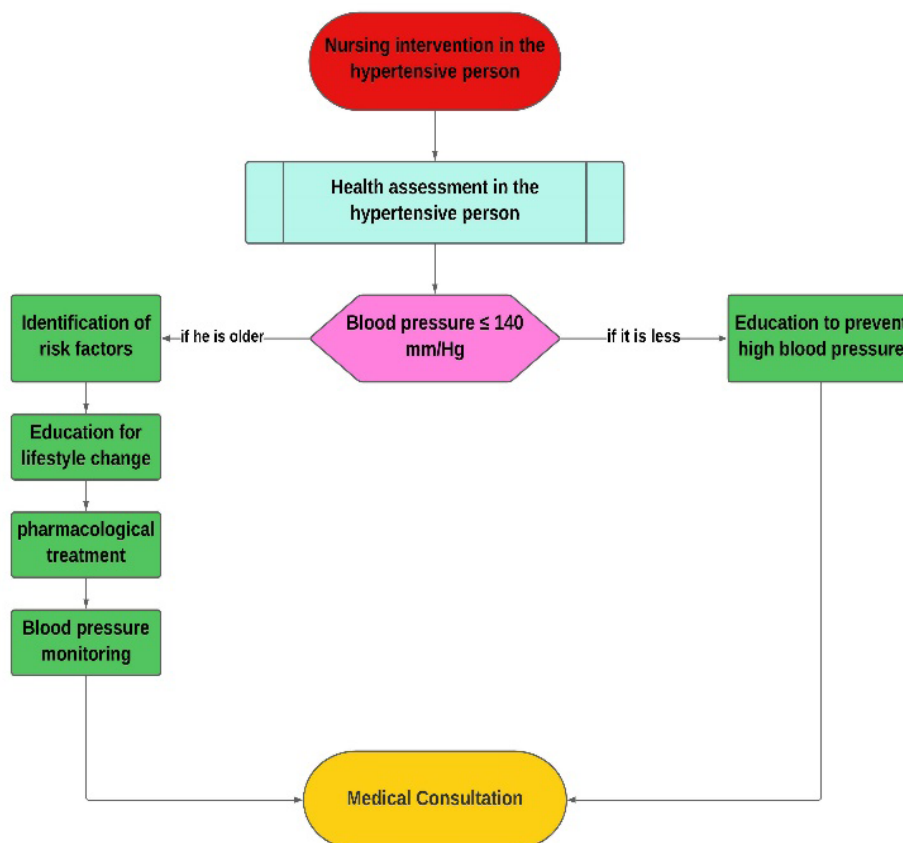 Nursing intervention in the
hypertensive person
Health assessment in the
hypertensive person
Identification of
risk factors
if he is older
Blood pressure ≤ 140
mm/Hg
if it is less
Education to prevent
high blood pressure
Education for
lifestyle change
pharmacological
treatment
Blood pressure
monitoring
Medical Consultation